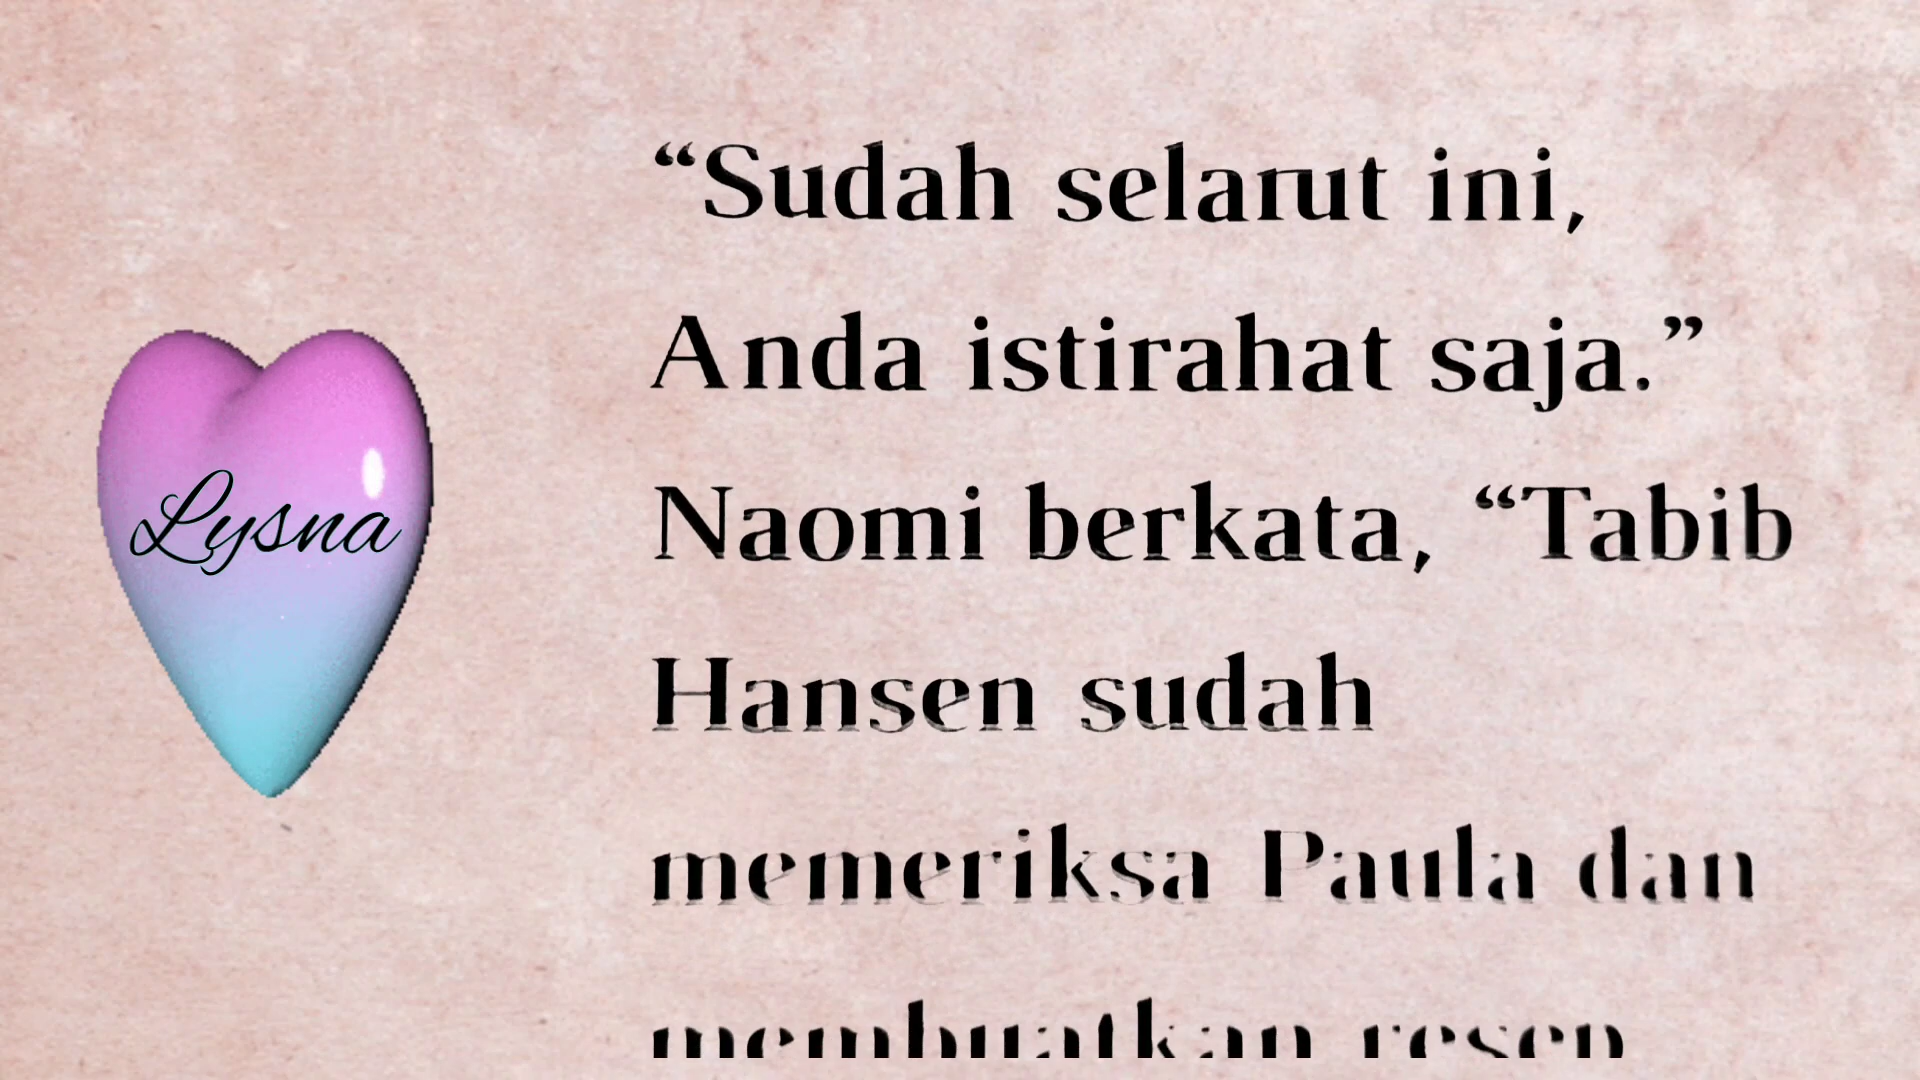 Lysna
“Sudah selarut ini,
Anda istirahat saja.”
Naomi berkata, “Tabib
Hansen sudah
memeriksa Paula dan
membuatkan resep